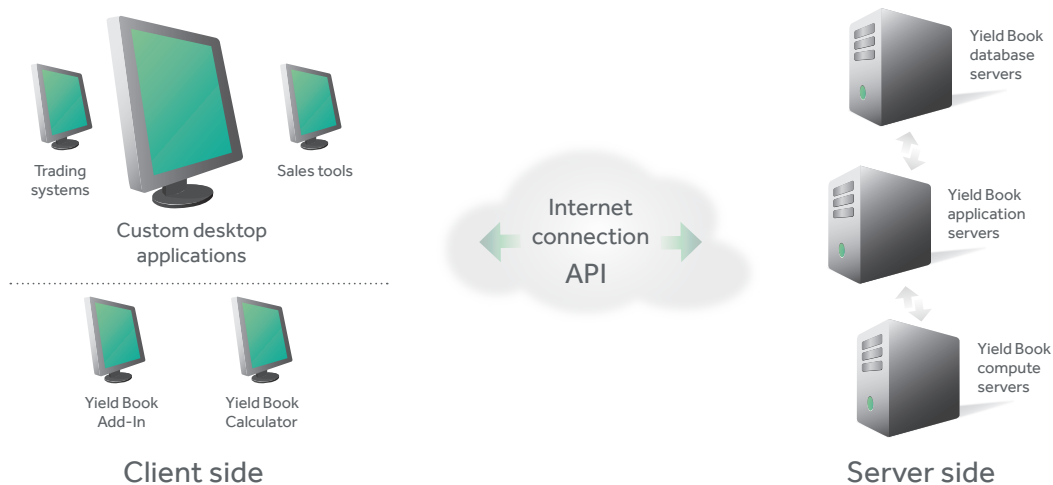 Trading
systems
Sales tools
Custom desktop
applications
Yield Book
Add-In
Yield Book
Calculator
Client side
Internet
connection
API
Yield Book
database
servers
Yield Book
application
servers
Yield Book
compute
servers
Server side